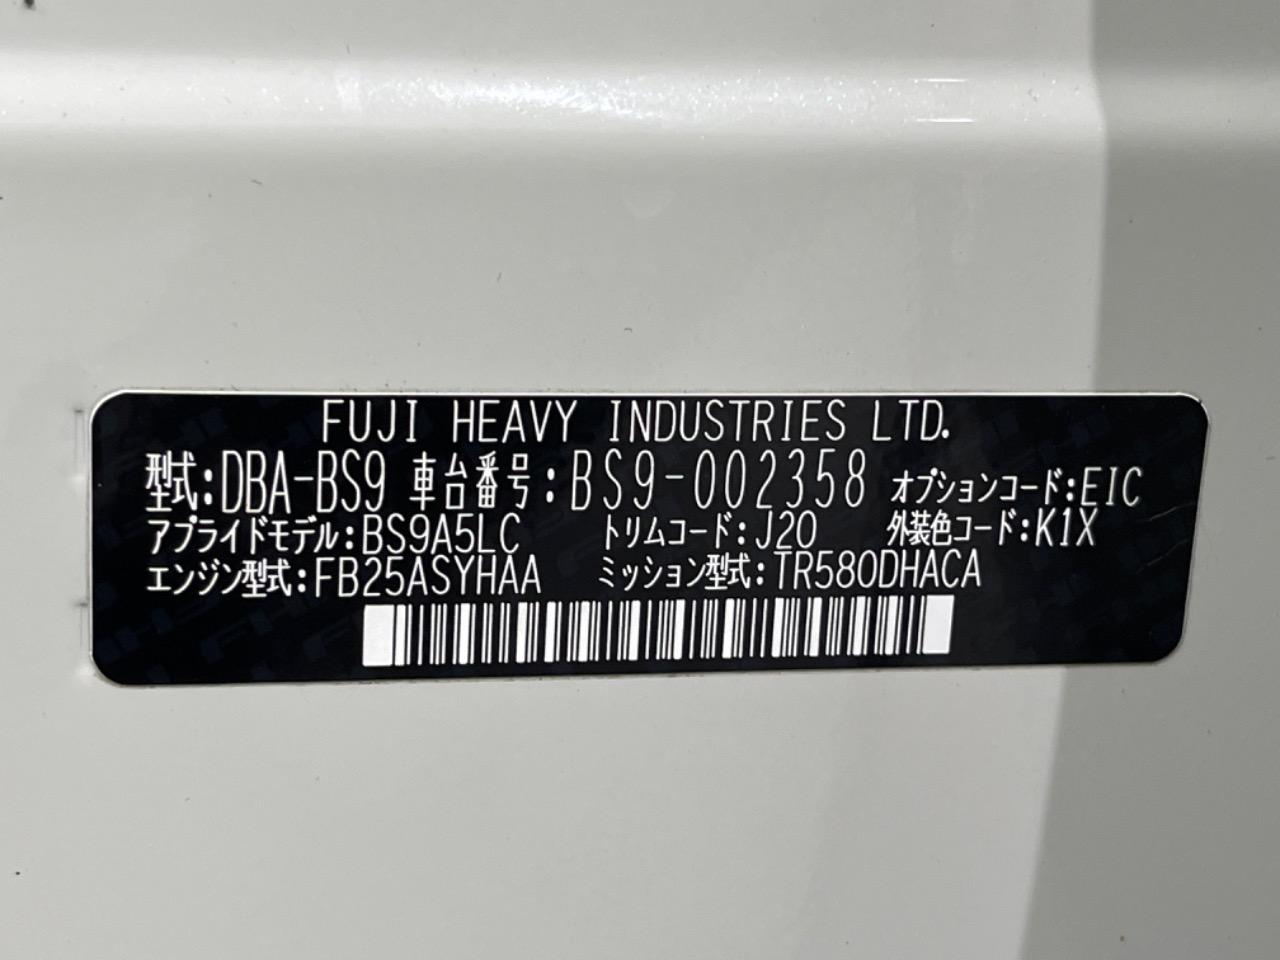 FUJI HEAVY INDUSTRIES LTD.
型式:DBA-BS9 車台番号:BS9-002358 オプションコード:EIC
アプライドモデル:BS9A5LC トリムコード:J20 外装色コード:K1X
エンジン型式:FB25ASYHAA ミッション型式:TR580DHACA